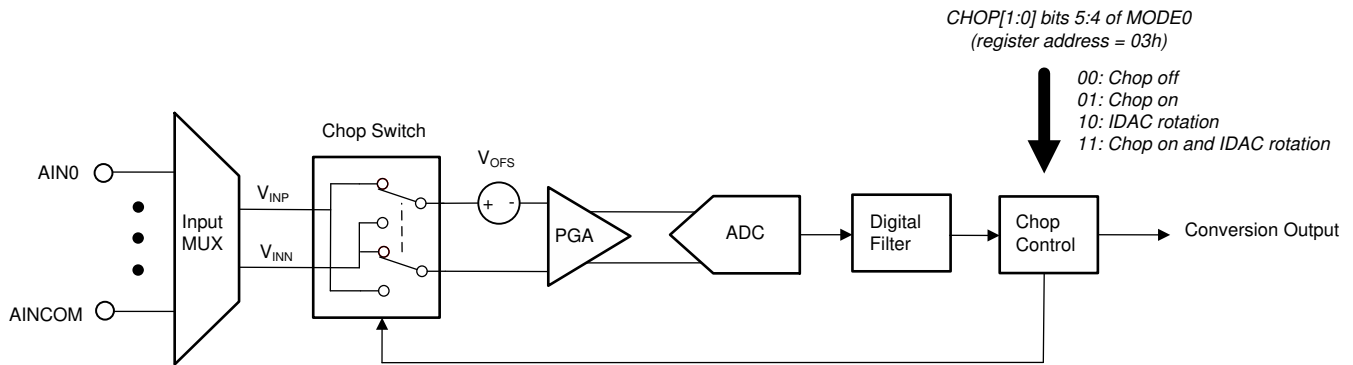 CHOP[1:0] bits 5:4 of MODE0
(register address = 03h)
00: Chop off
01: Chop on
10: IDAC rotation
11: Chop on and IDAC rotation
Chop Switch
VOFS
AIN0
VINP
+ -
Input
MUX
PGA
ADC
Digital
Filter
Chop
Control
Conversion Output
VINN
AINCOM